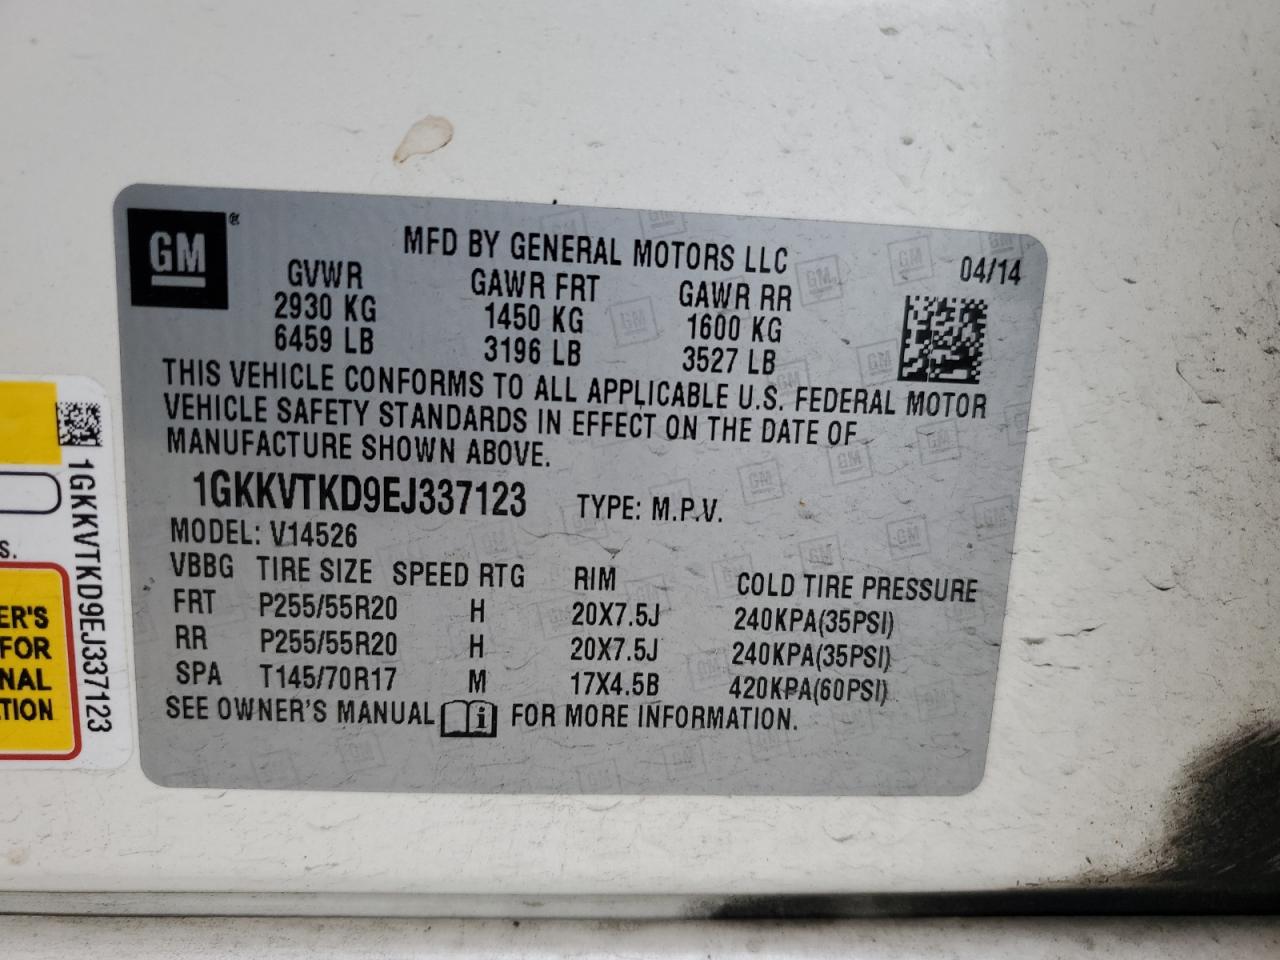 GM ®
MFD BY GENERAL MOTORS LLC
04/14
GVWR GAWR FRT GAWR RR
2930 KG 1450 KG 1600 KG
6459 LB 3196 LB 3527 LB
THIS VEHICLE CONFORMS TO ALL APPLICABLE U.S. FEDERAL MOTOR
VEHICLE SAFETY STANDARDS IN EFFECT ON THE DATE OF
MANUFACTURE SHOWN ABOVE.
1GKKVTKD9EJ337123 TYPE: M.P.V.
MODEL: V14526
VBBG TIRE SIZE SPEED RTG RIM COLD TIRE PRESSURE
FRT P255/55R20 H 20X7.5J 240KPA(35PSI)
RR P255/55R20 H 20X7.5J 240KPA(35PSI)
SPA T145/70R17 M 17X4.5B 420KPA(60PSI)
SEE OWNER'S MANUAL i FOR MORE INFORMATION.
1GKKVTKD9EJ337123
S.
ER'S
FOR
NAL
TION